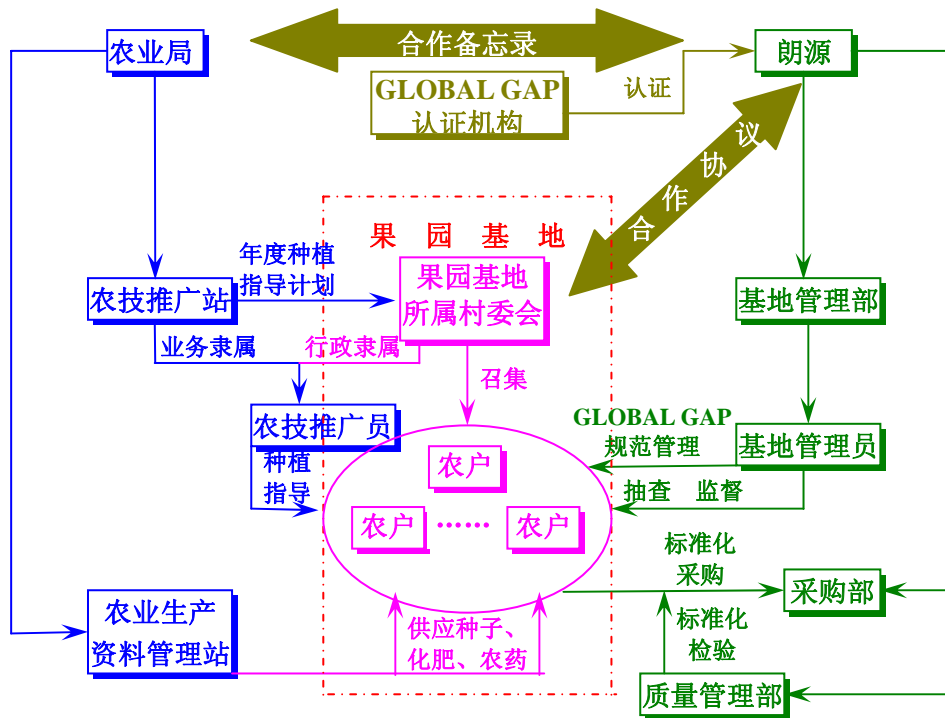 农业局
合作备忘录
朗源
GLOBAL GAP
认证机构
认证
合作协议
果 园 基 地
年度种植
指导计划
农技推广站
果园基地
所属村委会
基地管理部
业务隶属
行政隶属
召集
农技推广员
GLOBAL GAP
规范管理
基地管理员
种植
指导
农户
抽查 监督
农户 …… 农户
标准化
采购
采购部
农业生产
资料管理站
供应种子、
化肥、农药
标准化
检验
质量管理部